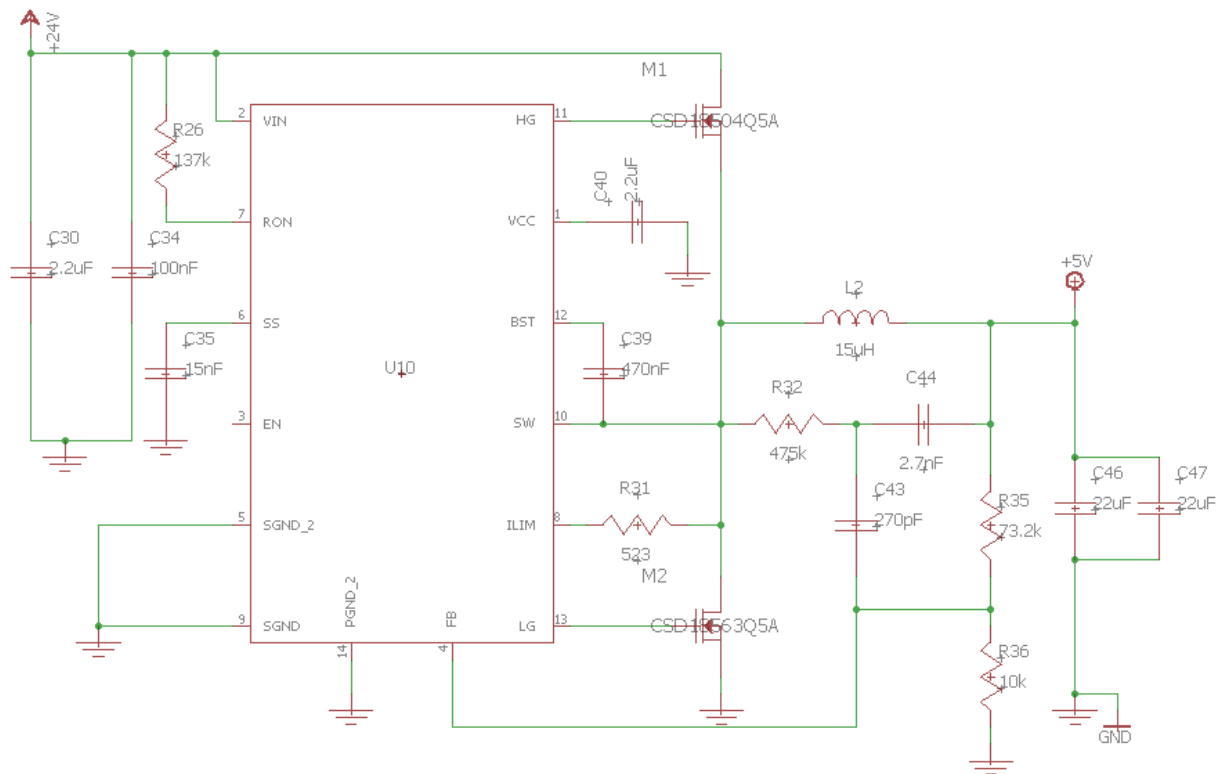 +24V
M1
CSD18504Q5A
2
VIN
HG
11
R26
137k
C40
2.2uF
7
RON
VCC
1
C30
2.2uF
C34
100nF
+5V
L2
15uH
6
SS
BST
12
C35
15nF
C39
470nF
U10
R32
475k
C44
2.7nF
3
EN
SW
10
C46
22uF
C47
22uF
R31
523
C43
270pF
R35
73.2k
5
SGND_2
ILIM
8
M2
CSD18563Q5A
9
SGND
PGND_2
14
FB
4
LG
13
R36
10k
GND